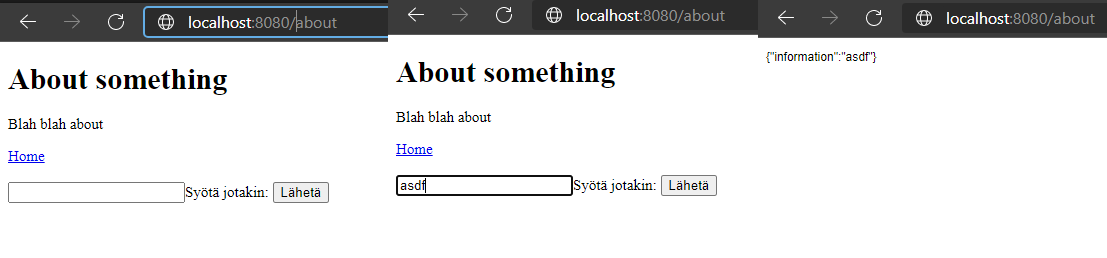 localhost:8080/about
About something
Blah blah about
Home
Syötä jotakin: Lähetä
localhost:8080/about
About something
Blah blah about
Home
asdf Syötä jotakin: Lähetä
localhost:8080/about
{"information":"asdf"}